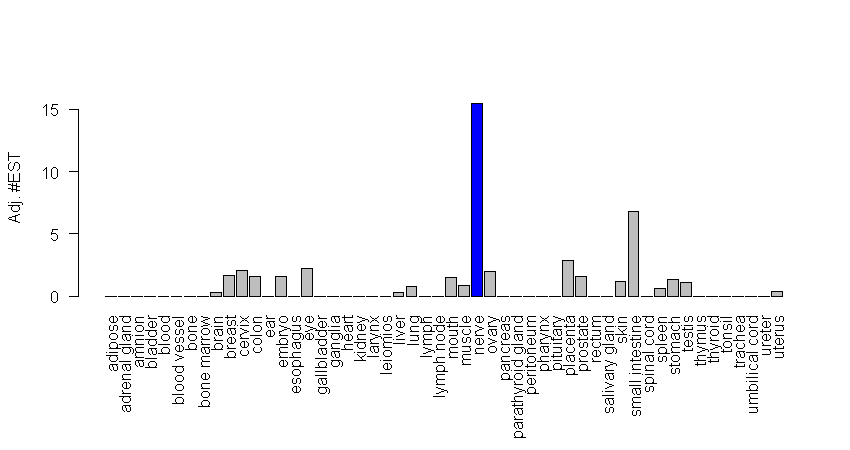 Adj. #EST
15
10
5
0
adipose
adrenal gland
amnion
bladder
blood
blood vessel
bone
bone marrow
brain
breast
cervix
colon
ear
embryo
esophagus
eye
gallbladder
ganglia
heart
kidney
larynx
leiomios
liver
lung
lymph
lymph node
mouth
muscle
nerve
ovary
pancreas
parathyroid gland
peritoneum
pharynx
pituitary
placenta
prostate
rectum
salivary gland
skin
small intestine
spinal cord
spleen
stomach
testis
thymus
thyroid
tonsil
trachea
umbilical cord
ureter
uterus